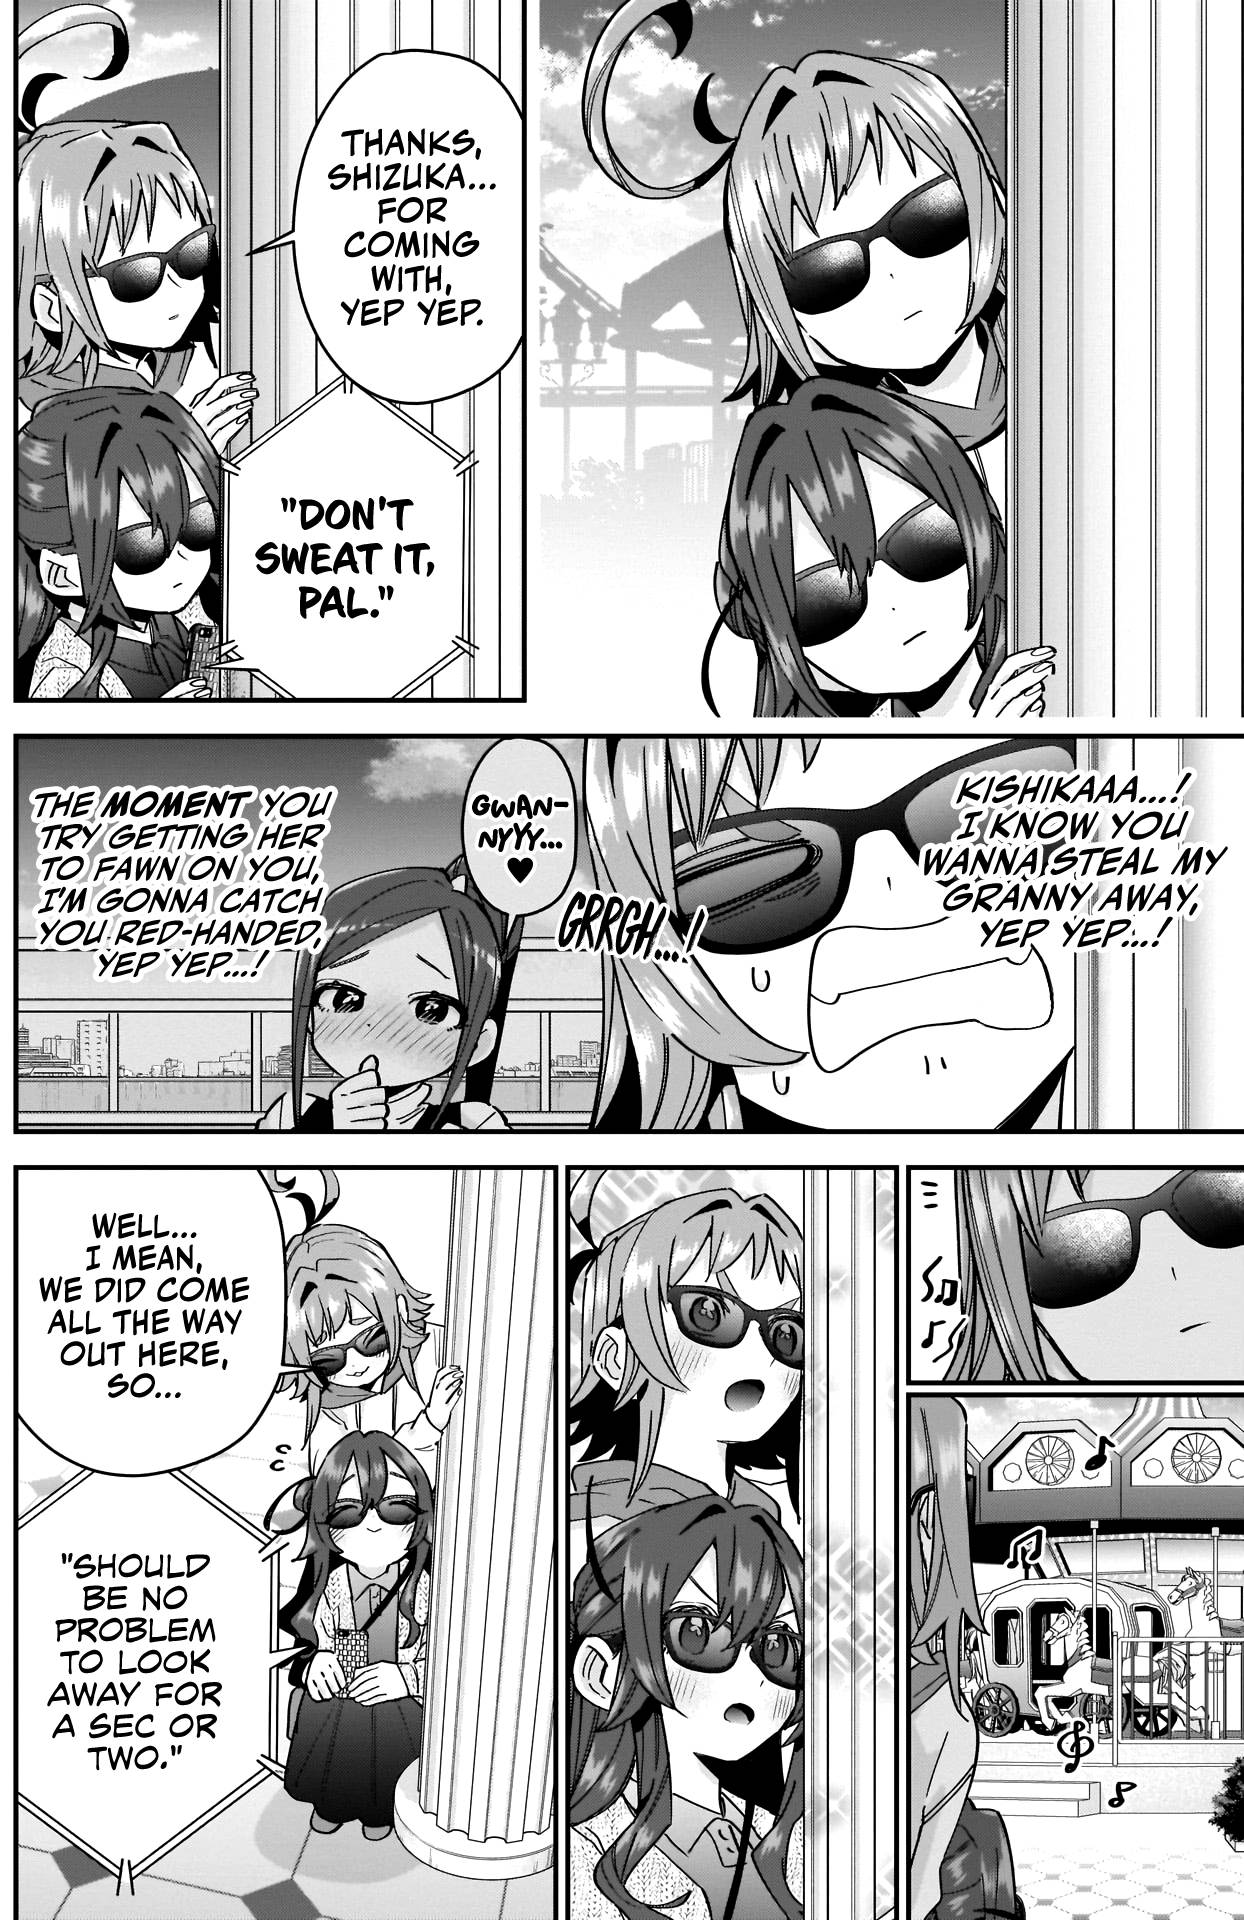 THANKS,
SHIZUKA...
FOR
COMING
WITH,
YEP YEP.
"DON'T
SWEAT IT,
PAL."
KISHIKAAA...!
I KNOW YOU
WANNA STEAL MY
GRANNY AWAY,
YEP YEP...!
GRRGH...!
GWAN-
NYYY...
♥
THE MOMENT YOU
TRY GETTING HER
TO FAWN ON YOU,
I'M GONNA CATCH
YOU RED-HANDED,
YEP YEP...!
WELL...
I MEAN,
WE DID COME
ALL THE WAY
OUT HERE,
SO...
"SHOULD
BE NO
PROBLEM
TO LOOK
AWAY FOR
A SEC OR
TWO."